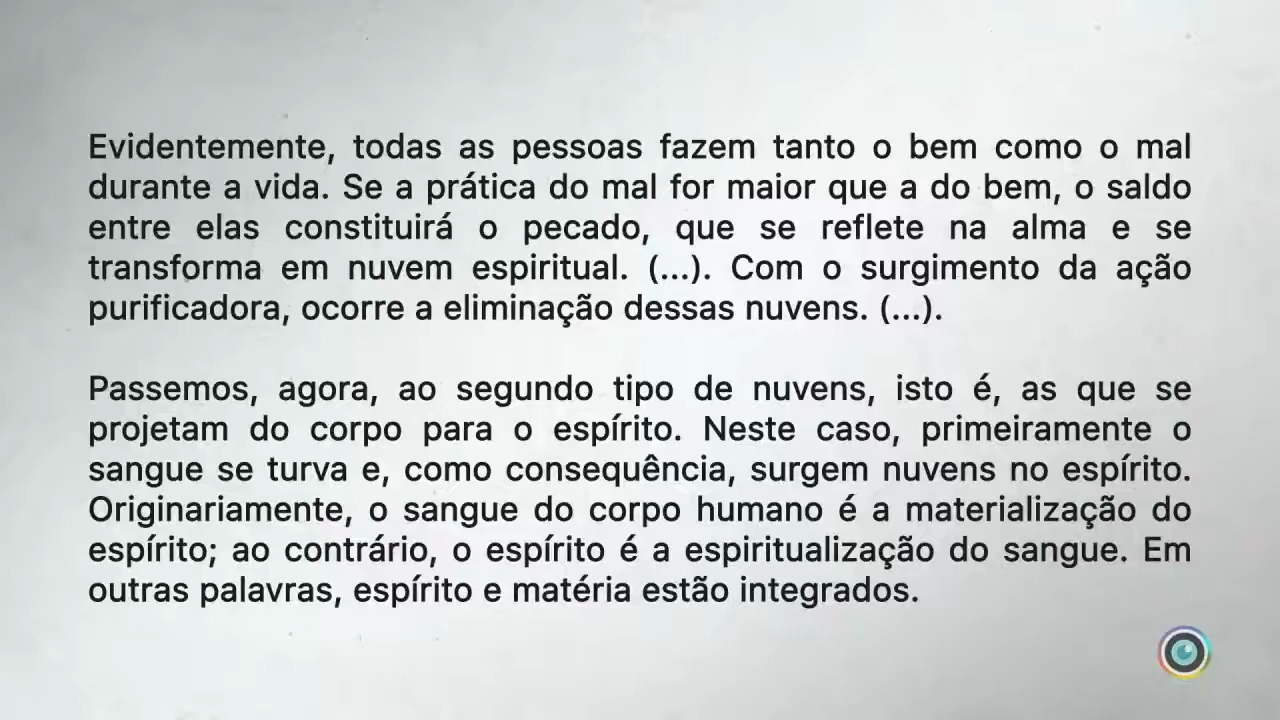 Evidentemente, todas as pessoas fazem tanto o bem como o mal
durante a vida. Se a prática do mal for maior que a do bem, o saldo
entre elas constituirá o pecado, que se reflete na alma e se
transforma em nuvem espiritual. (...). Com o surgimento da ação
purificadora, ocorre a eliminação dessas nuvens. (...).
Passemos, agora, ao segundo tipo de nuvens, isto é, as que se
projetam do corpo para o espírito. Neste caso, primeiramente o
sangue se turva e, como consequência, surgem nuvens no espírito.
Originariamente, o sangue do corpo humano é a materialização do
espírito; ao contrário, o espírito é a espiritualização do sangue. Em
outras palavras, espírito e matéria estão integrados.